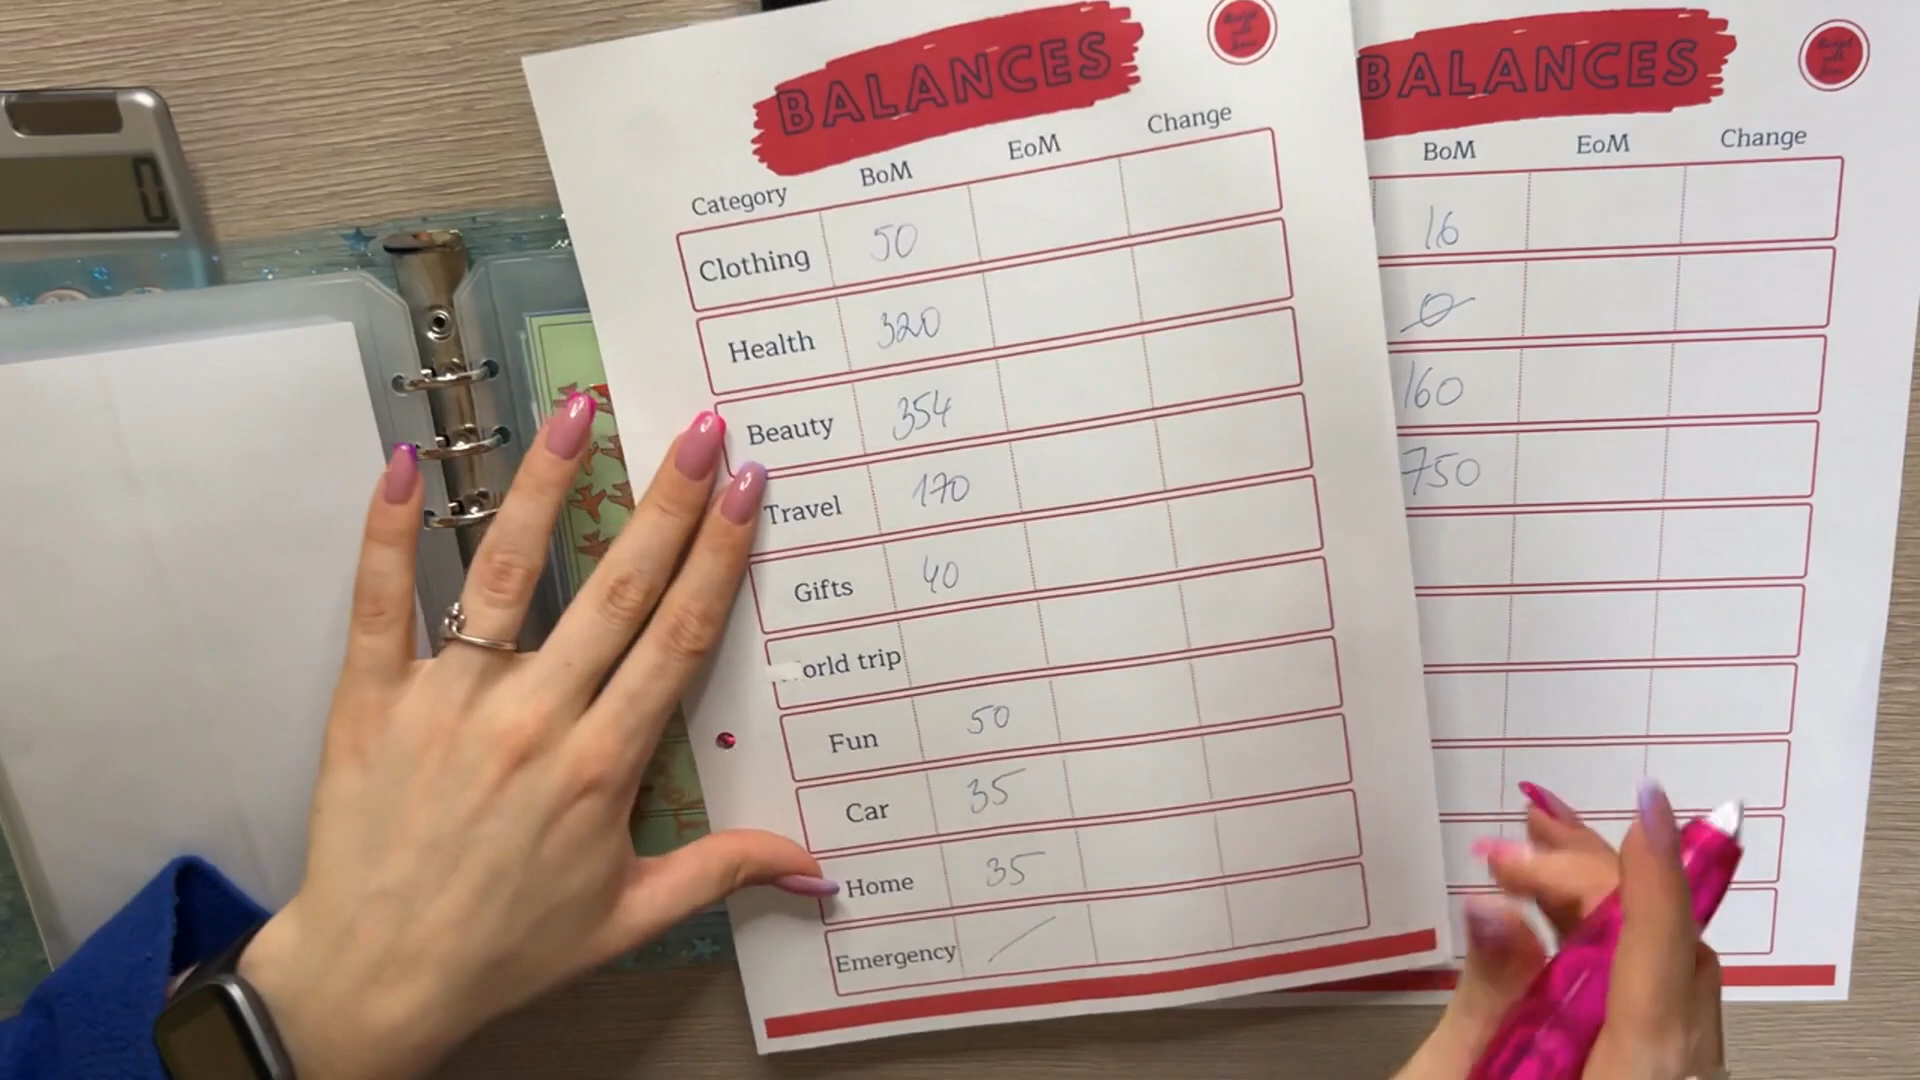 0
BALANCES
Category BoM EoM Change
Clothing 50
Health 320
Beauty 354
Travel 170
Gifts 40
orld trip
Fun 50
Car 35
Home 35
Emergency /
BALANCES
BoM EoM Change
16
0
160
750